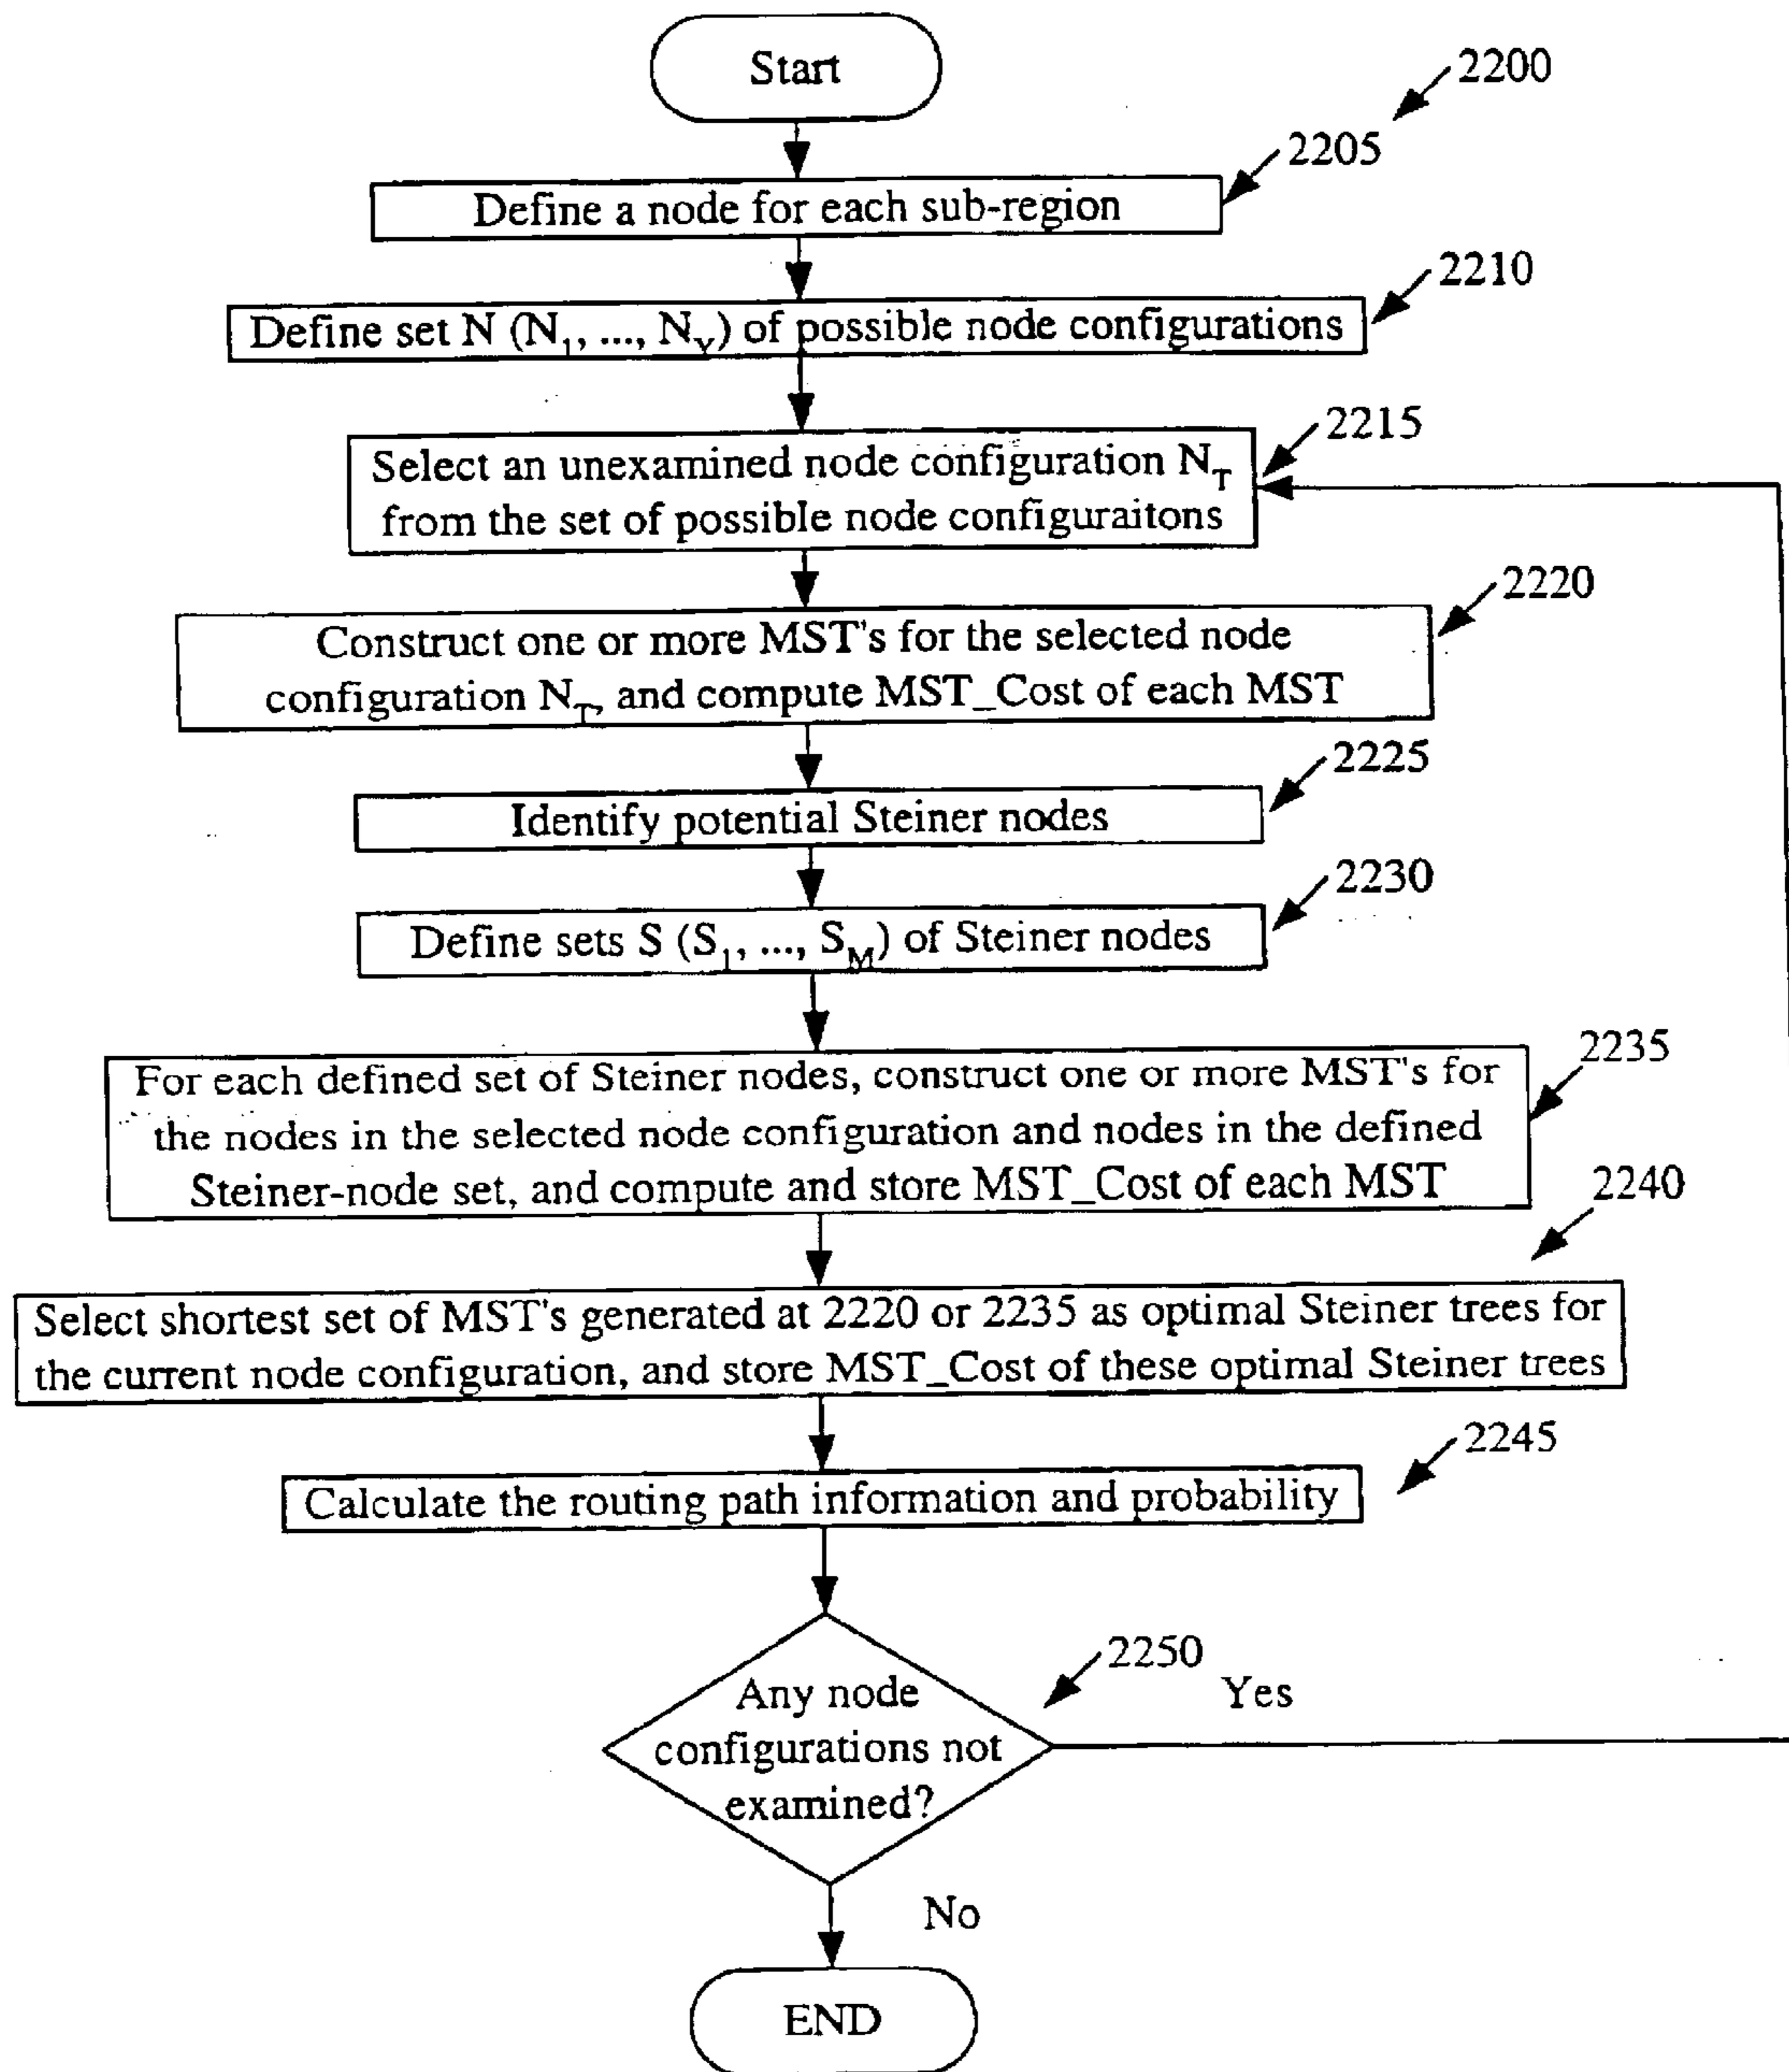 Start
2200
2205
Define a node for each sub-region
2210
Define set N (N1, ..., NY) of possible node configurations
2215
Select an unexamined node configuration NT
from the set of possible node configuraitons
2220
Construct one or more MST's for the selected node
configuration NT, and compute MST_Cost of each MST
2225
Identify potential Steiner nodes
2230
Define sets S (S1, ..., SM) of Steiner nodes
2235
For each defined set of Steiner nodes, construct one or more MST's for
the nodes in the selected node configuration and nodes in the defined
Steiner-node set, and compute and store MST_Cost of each MST
2240
Select shortest set of MST's generated at 2220 or 2235 as optimal Steiner trees for
the current node configuration, and store MST_Cost of these optimal Steiner trees
2245
Calculate the routing path information and probability
2250
Any node
configurations not
examined?
Yes
No
END